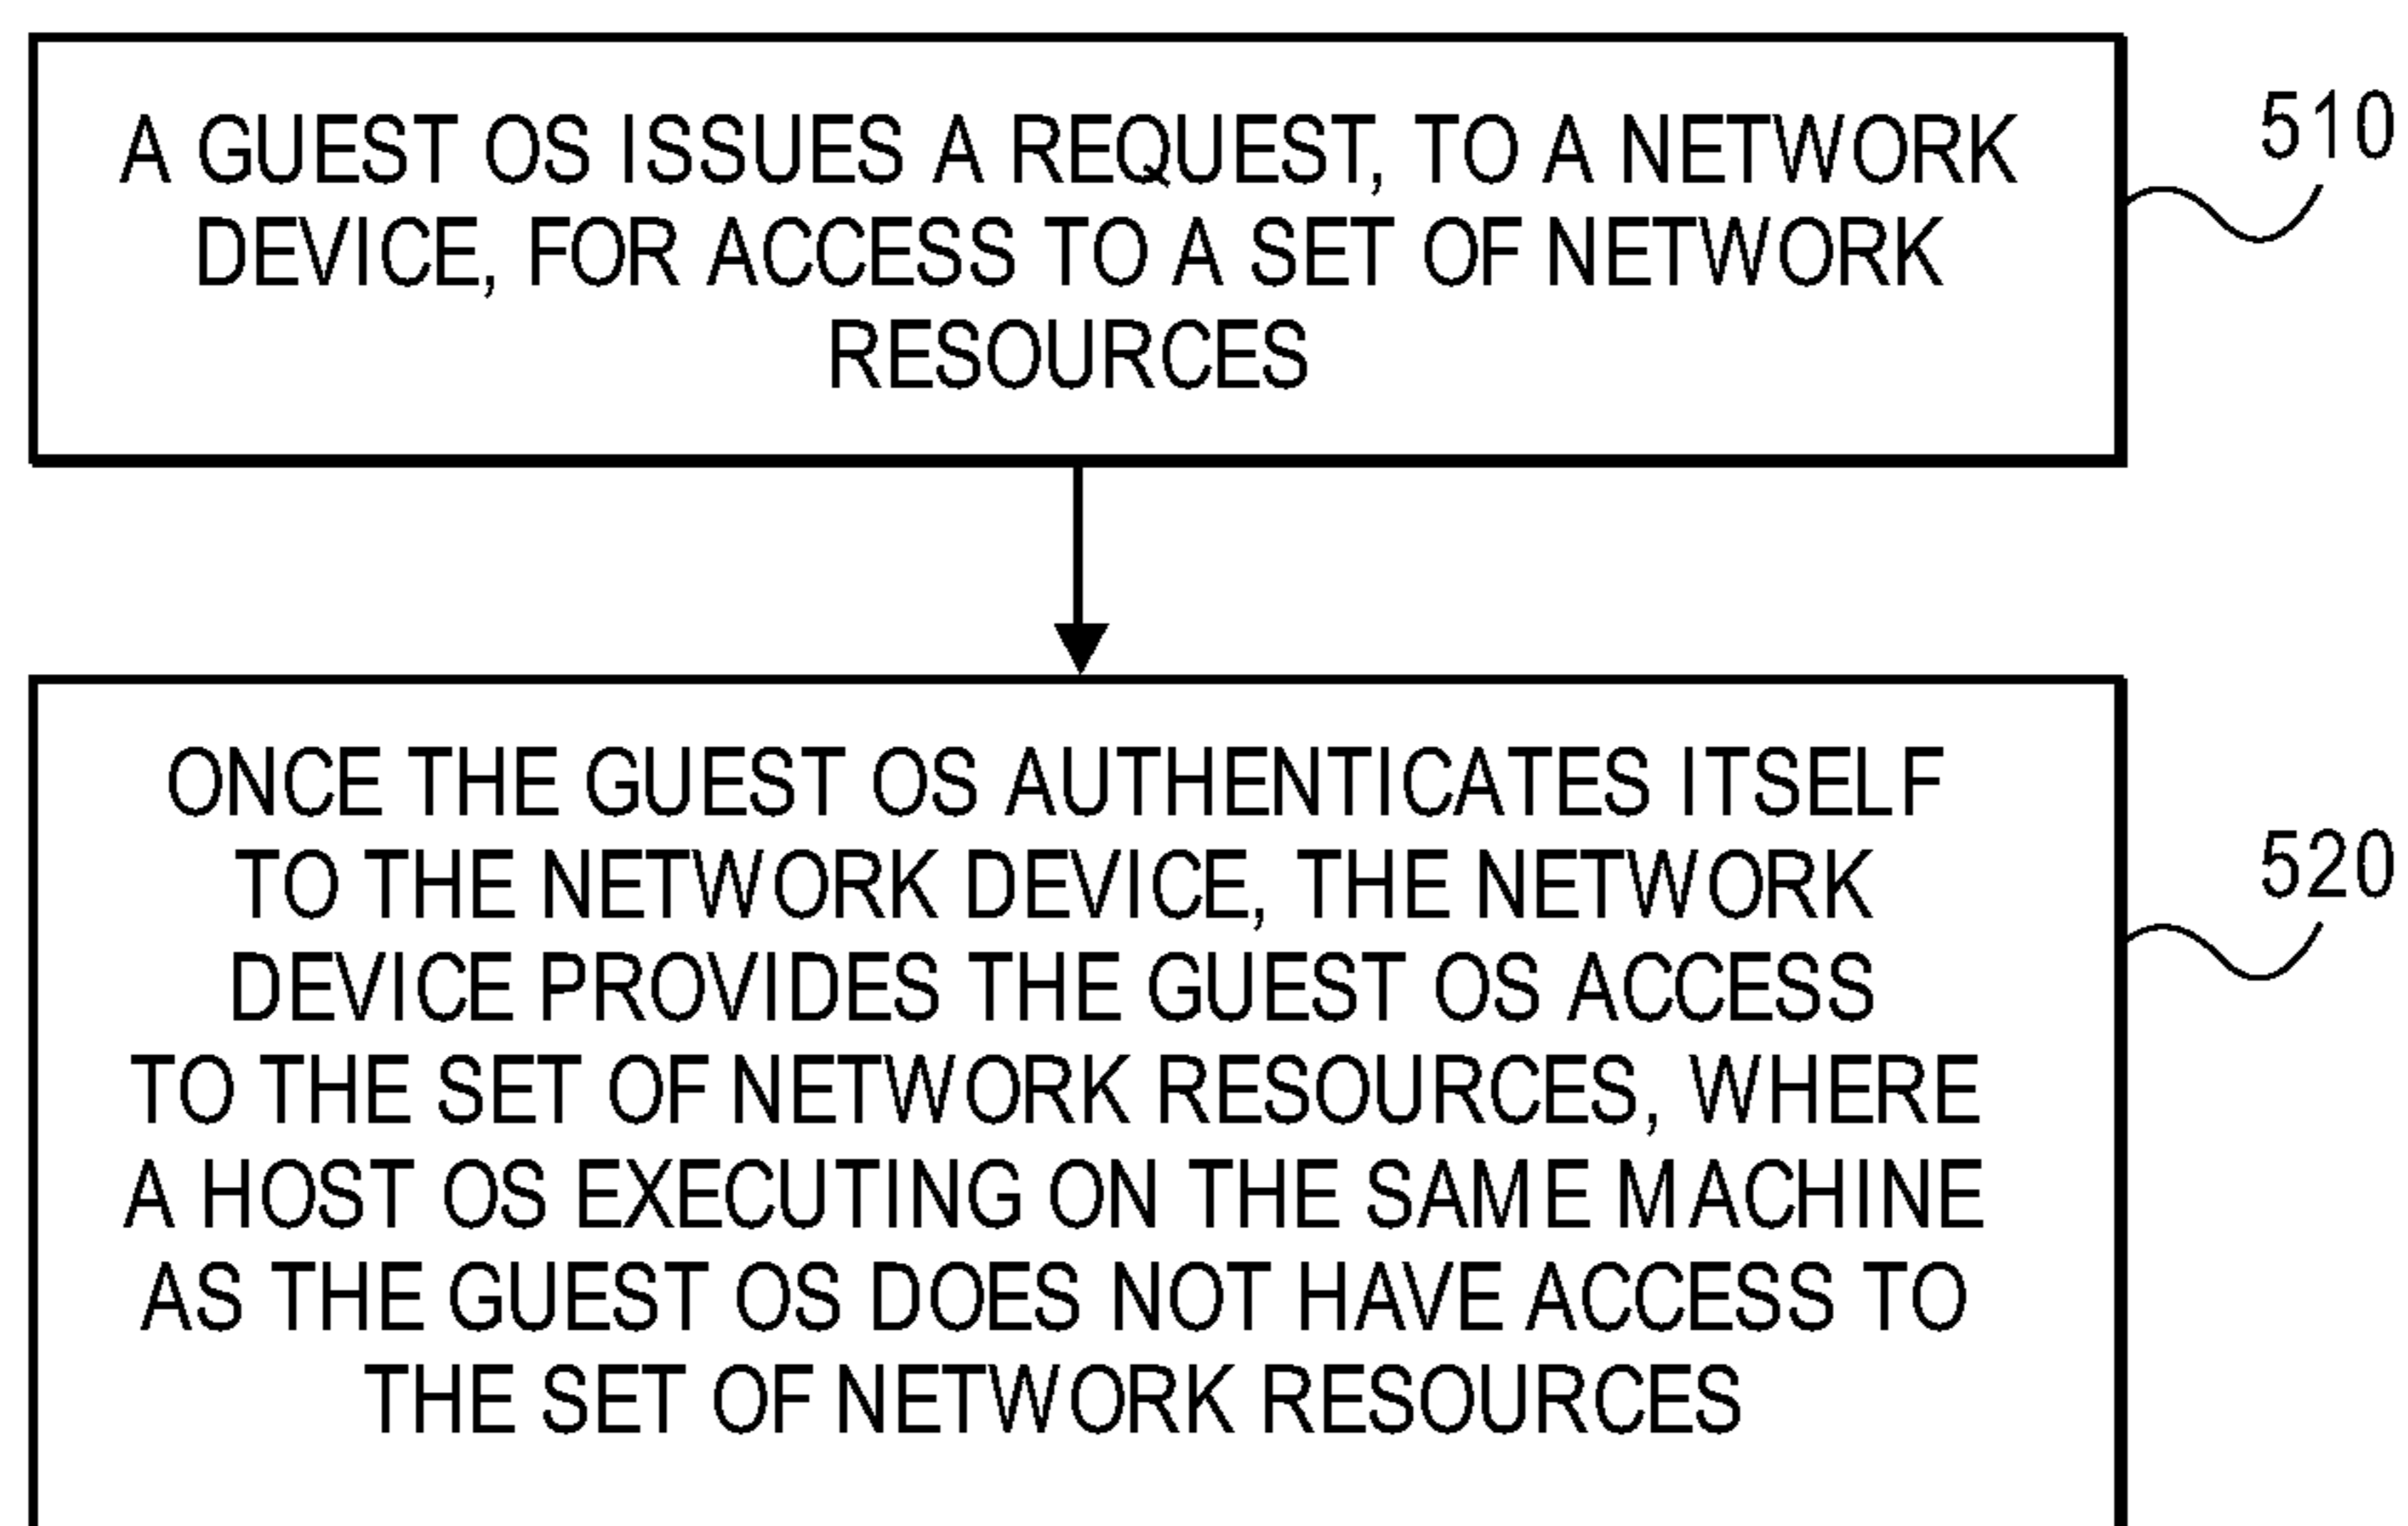 A GUEST OS ISSUES A REQUEST, TO A NETWORK
DEVICE, FOR ACCESS TO A SET OF NETWORK
RESOURCES
510
ONCE THE GUEST OS AUTHENTICATES ITSELF
TO THE NETWORK DEVICE, THE NETWORK
DEVICE PROVIDES THE GUEST OS ACCESS
TO THE SET OF NETWORK RESOURCES, WHERE
A HOST OS EXECUTING ON THE SAME MACHINE
AS THE GUEST OS DOES NOT HAVE ACCESS TO
THE SET OF NETWORK RESOURCES
520